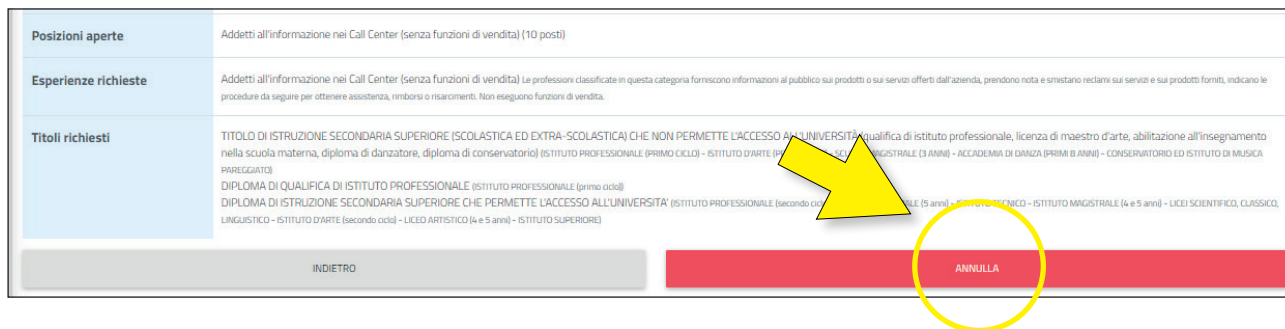 Posizioni aperte
Addetti all'informazione nei Call Center (senza funzioni di vendita) (10 posti)
Esperienze richieste
Addetti all'informazione nei Call Center (senza funzioni di vendita) Le professioni classificate in questa categoria forniscono informazioni al pubblico sui prodotti o sui servizi offerti dall'azienda, prendono nota e smistano reclami sui servizi e sui prodotti forniti, indicano le
procedure da seguire per ottenere assistenza, rimborsi o risarcimenti. Non eseguono funzioni di vendita.
Titoli richiesti
TITOLO DI ISTRUZIONE SECONDARIA SUPERIORE (SCOLASTICA ED EXTRA-SCOLASTICA) CHE NON PERMETTE L'ACCESSO ALL'UNIVERSITÀ (qualifica di istituto professionale, licenza di maestro d'arte, abilitazione all'insegnamento
nella scuola materna, diploma di danzatore, diploma di conservatorio) (ISTITUTO PROFESSIONALE (PRIMO CICLO) - ISTITUTO D'ARTE MAGISTRALE (3 ANNI) - ACCADEMIA DI DANZA (PRIMI 8 ANNI) - CONSERVATORIO ED ISTITUTO DI MUSICA
PAREGGIATO)
DIPLOMA DI QUALIFICA DI ISTITUTO PROFESSIONALE (ISTITUTO PROFESSIONALE (primo ciclo))
DIPLOMA DI ISTRUZIONE SECONDARIA SUPERIORE CHE PERMETTE L'ACCESSO ALL'UNIVERSITA' (ISTITUTO PROFESSIONALE (secondo (5 anni) - ISTITUTO TECNICO - ISTITUTO MAGISTRALE (4 e 5 anni) - LICEI SCIENTIFICO, CLASSICO,
LINGUISTICO - ISTITUTO D'ARTE (secondo ciclo) - LICEO ARTISTICO (4 e 5 anni) - ISTITUTO SUPERIORE)
INDIETRO
ANNULLA